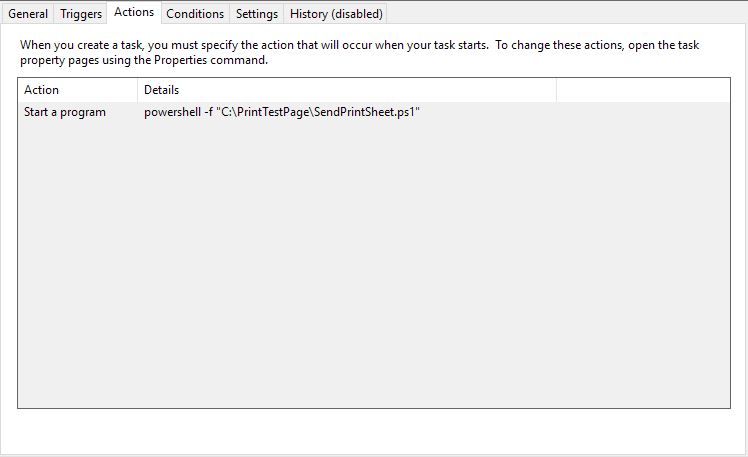 General Triggers Actions Conditions Settings History (disabled)
When you create a task, you must specify the action that will occur when your task starts.  To change these actions, open the task
property pages using the Properties command.
Action Details
Start a program powershell -f "C:\PrintTestPage\SendPrintSheet.ps1"